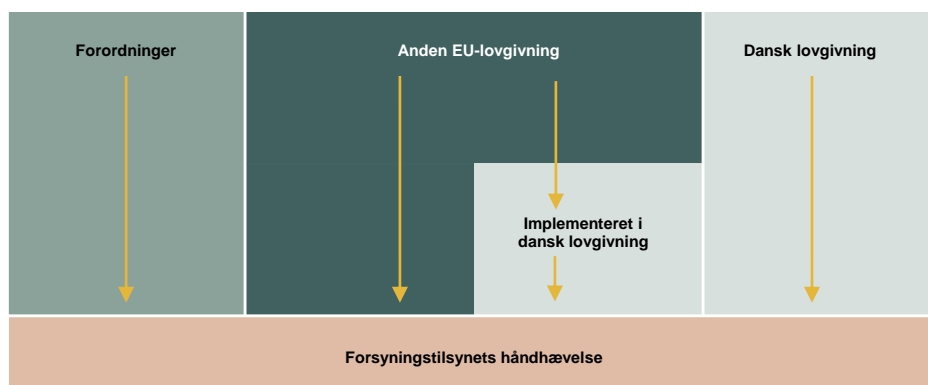 Forordninger
Anden EU-lovgivning
Dansk lovgivning
Implementeret i
dansk lovgivning
Forsyningstilsynets håndhævelse